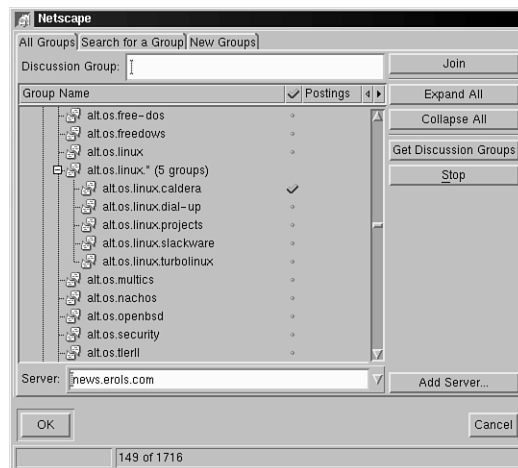 Netscape
All Groups Search for a Group New Groups
Discussion Group:
Join
Group Name Postings
Expand All
alt.os.free-dos
Collapse All
alt.os.freedows
alt.os.linux
Get Discussion Groups
alt.os.linux.* (5 groups)
Stop
alt.os.linux.caldera
alt.os.linux.dial-up
alt.os.linux.projects
alt.os.linux.slackware
alt.os.linux.turbolinux
alt.os.multics
alt.os.nachos
alt.os.openbsd
alt.os.security
alt.os.tlerll
Server: news.erols.com
Add Server...
OK
Cancel
149 of 1716